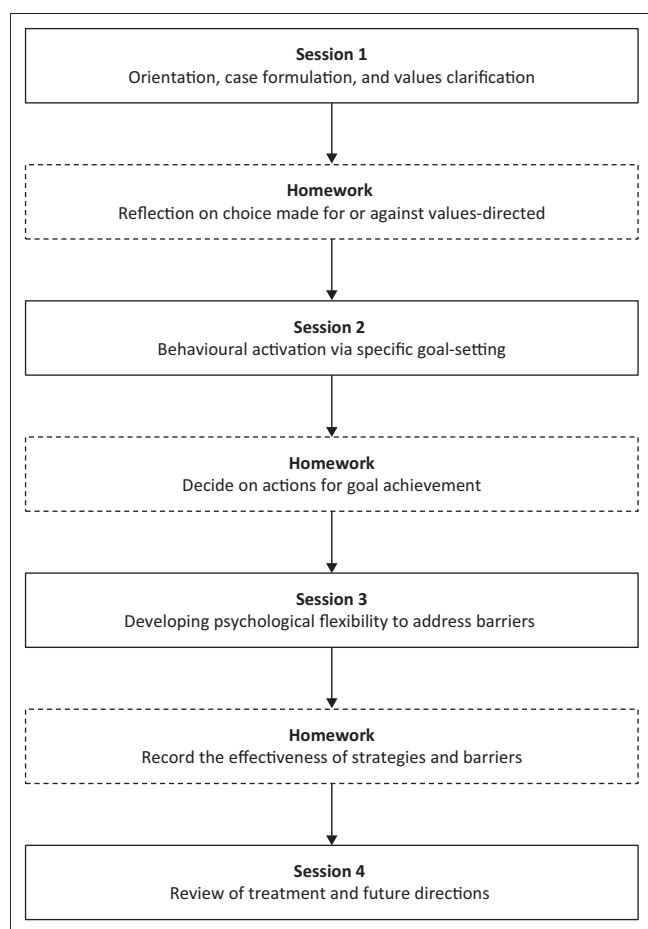 Session 1
Orientation, case formulation, and values clarification
Homework
Reflection on choice made for or against values-directed
Session 2
Behavioural activation via specific goal-setting
Homework
Decide on actions for goal achievement
Session 3
Developing psychological flexibility to address barriers
Homework
Record the effectiveness of strategies and barriers
Session 4
Review of treatment and future directions